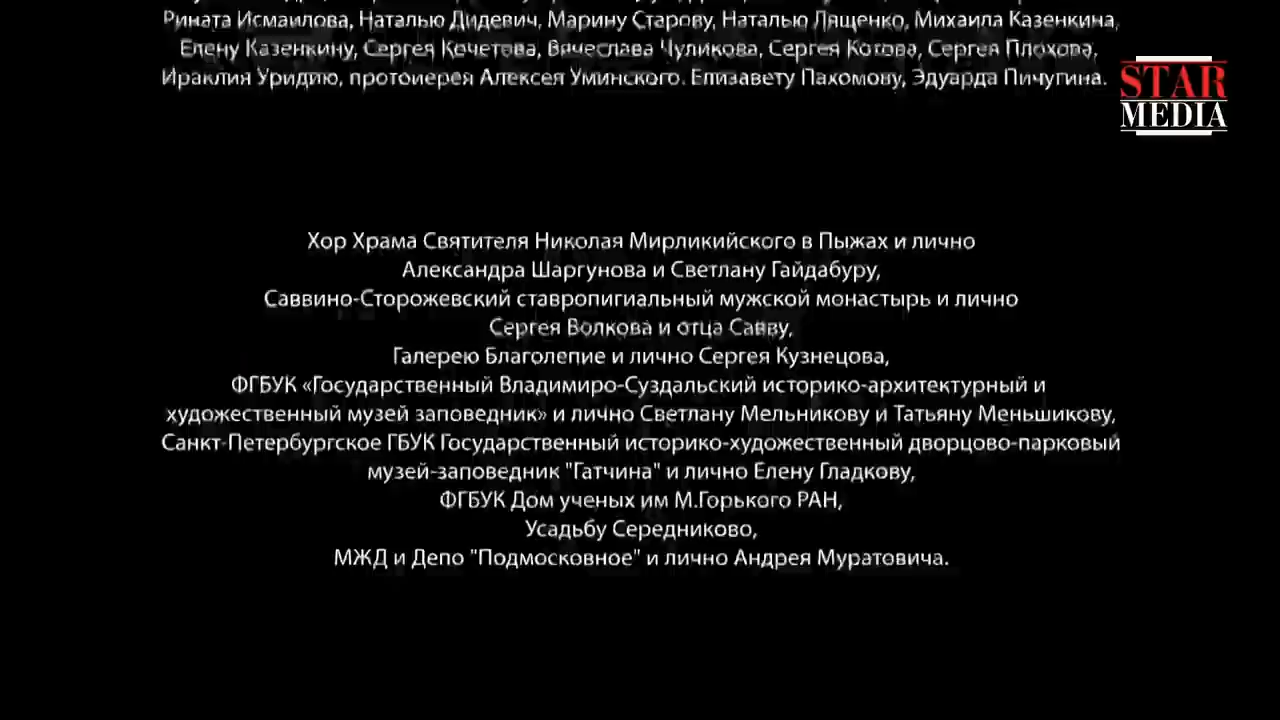 Рината Исмаилова, Наталью Дидевич, Марину Старову, Наталью Лященко, Михаила Казенкина,
Елену Казенкину, Сергея Кочетова, Вячеслава Чуликова, Сергея Котова, Сергея Плохова,
Ираклия Уридию, протоиерея Алексея Уминского. Елизавету Пахомову, Эдуарда Пичугина.
STAR
MEDIA
Хор Храма Святителя Николая Мирликийского в Пыжах и лично
Александра Шаргунова и Светлану Гайдабуру,
Саввино-Сторожевский ставропигиальный мужской монастырь и лично
Сергея Волкова и отца Савву,
Галерею Благолепие и лично Сергея Кузнецова,
ФГБУК «Государственный Владимиро-Суздальский историко-архитектурный и
художественный музей заповедник» и лично Светлану Мельникову и Татьяну Меньшикову,
Санкт-Петербургское ГБУК Государственный историко-художественный дворцово-парковый
музей-заповедник "Гатчина" и лично Елену Гладкову,
ФГБУК Дом ученых им М.Горького РАН,
Усадьбу Середниково,
МЖД и Депо "Подмосковное" и лично Андрея Муратовича.